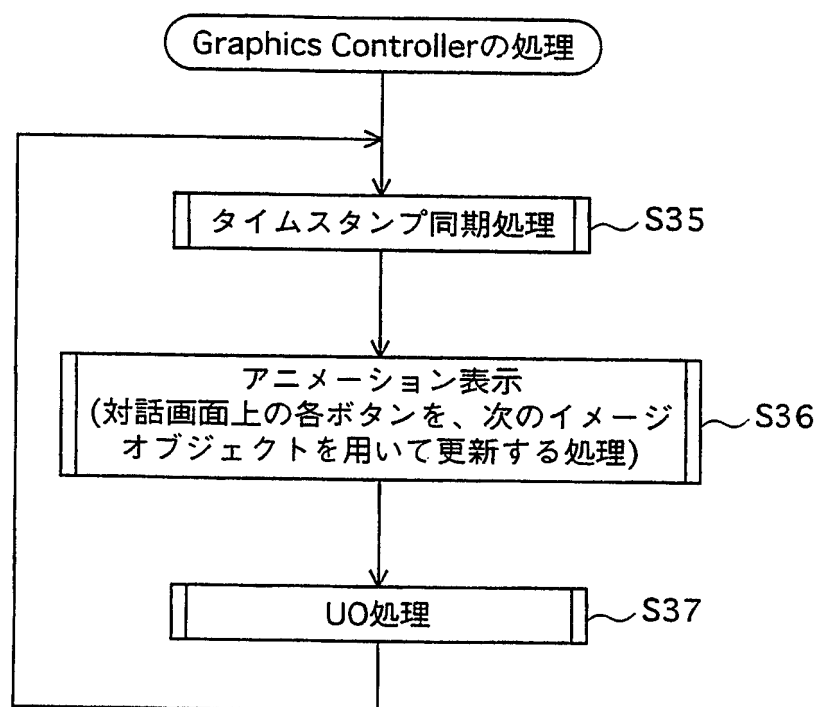 Graphics Controllerの処理
タイムスタンプ同期処理
S35
アニメーション表示
(対話画面上の各ボタンを、次のイメージ
オブジェクトを用いて更新する処理)
S36
UO処理
S37